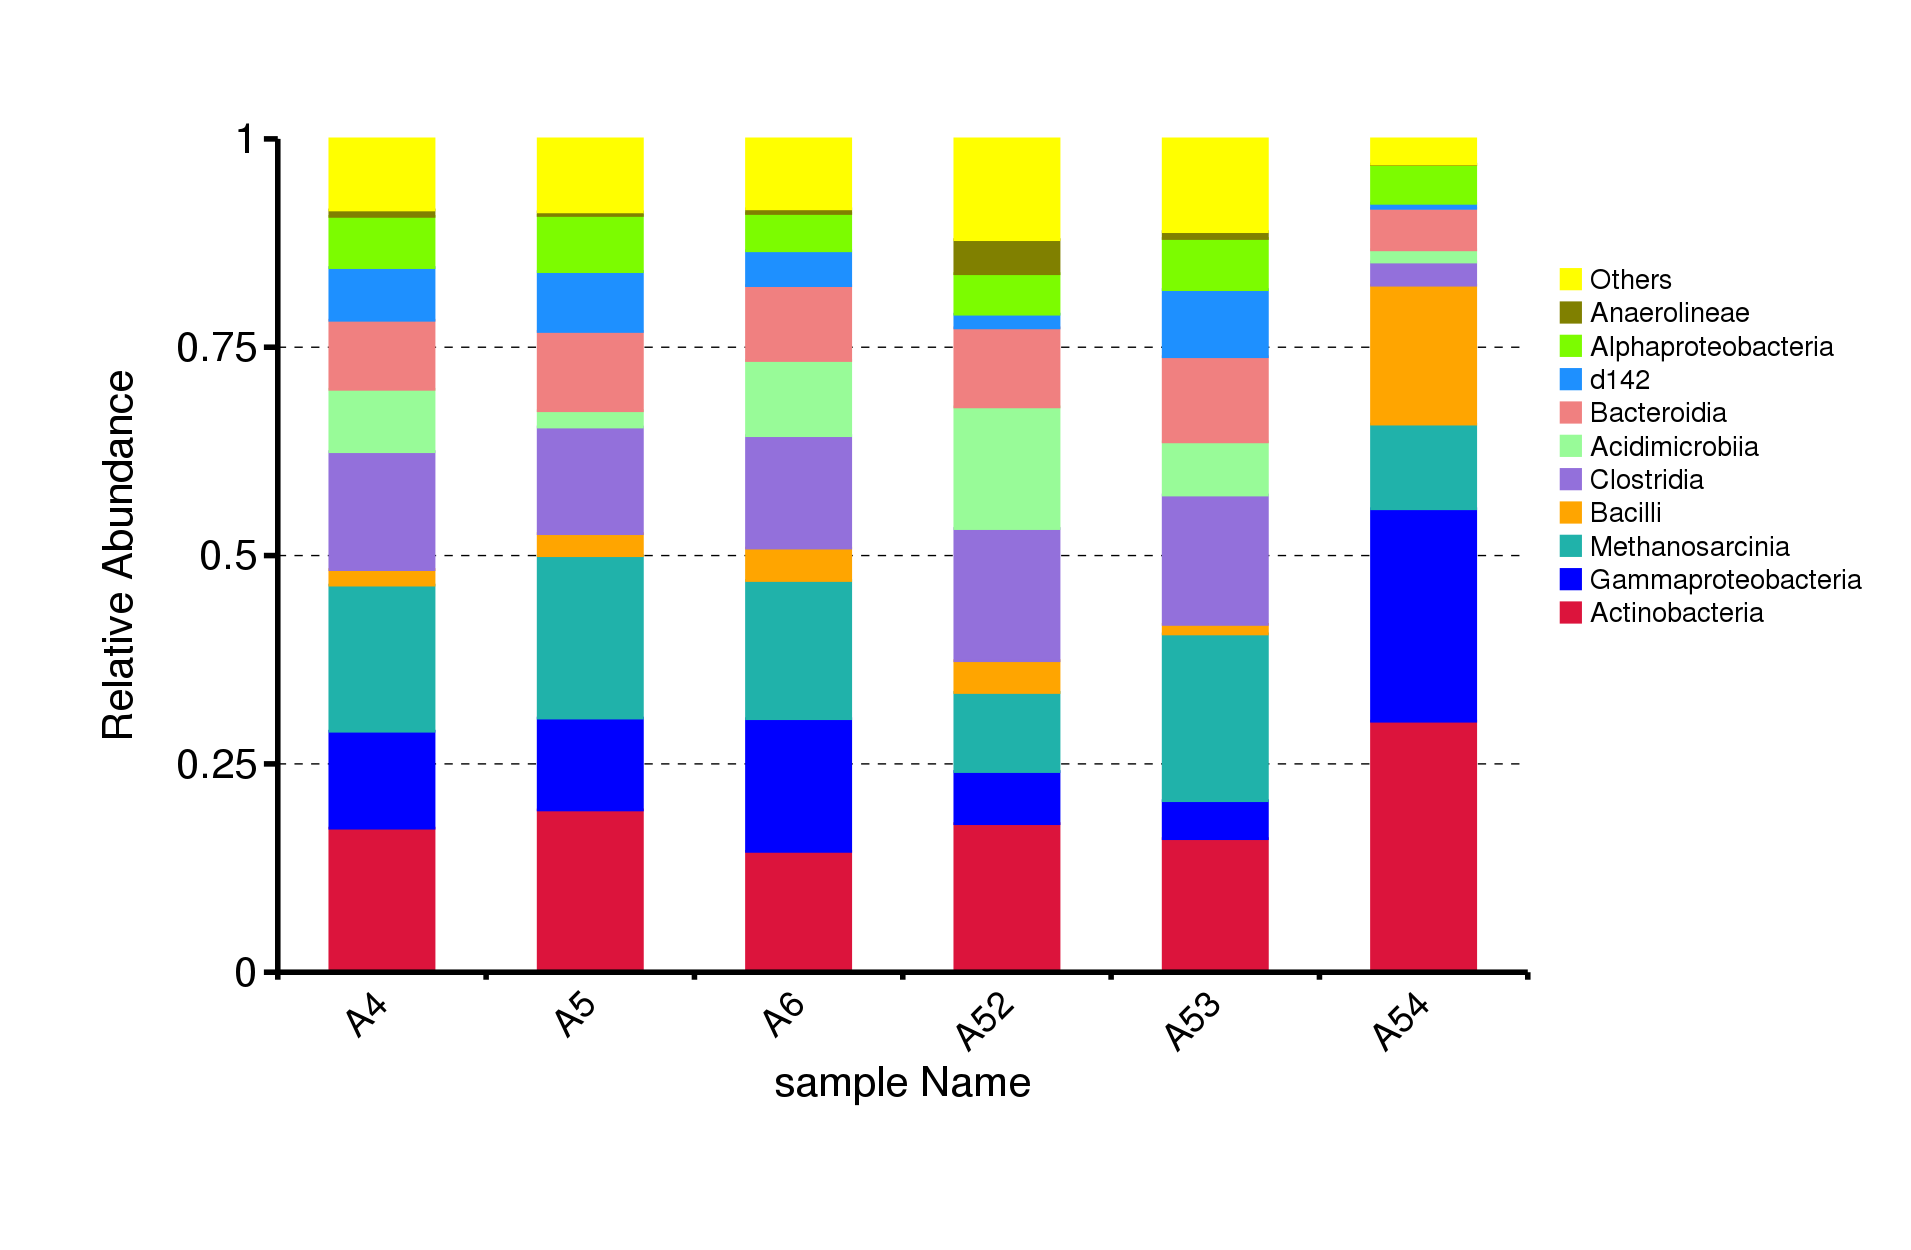 1
0.75
0.5
0.25
0
Relative Abundance
A4
A5
A6
A52
A53
A54
sample Name
Others
Anaerolineae
Alphaproteobacteria
d142
Bacteroidia
Acidimicrobiia
Clostridia
Bacilli
Methanosarcinia
Gammaproteobacteria
Actinobacteria